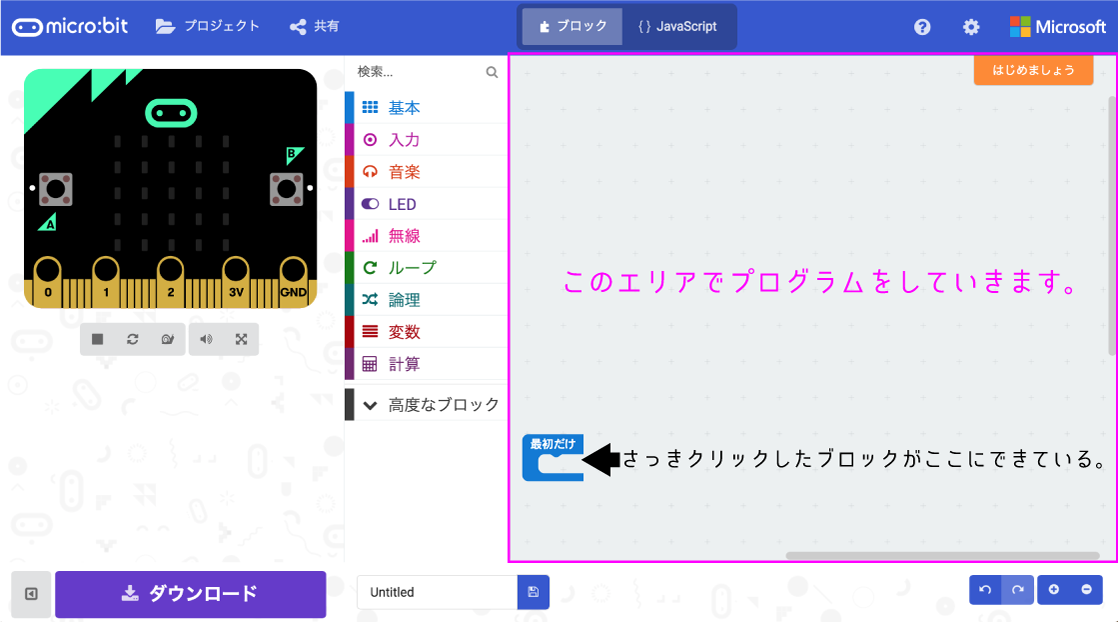 micro:bit
プロジェクト
共有
ブロック
{} JavaScript
Microsoft
検索...
はじめましょう
基本
入力
音楽
LED
無線
ループ
論理
変数
計算
高度なブロック
B
A
0 1 2 3V GND
このエリアでプログラムをしていきます。
最初だけ
さっきクリックしたブロックがここにできている。
ダウンロード
Untitled